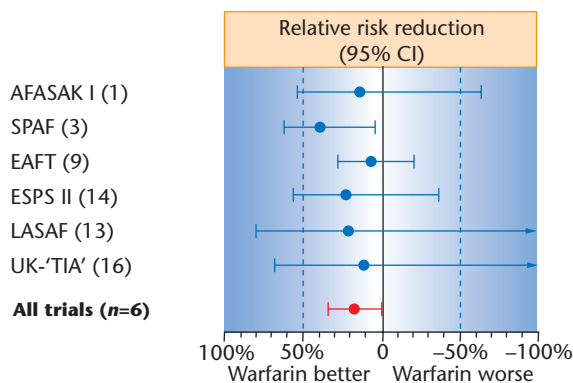 Relative risk reduction
(95% CI)
AFASAK I (1)
SPAF (3)
EAFT (9)
ESPS II (14)
LASAF (13)
UK-‘TIA’ (16)
All trials (n=6)
100% 50% 0 –50% –100%
Warfarin better Warfarin worse